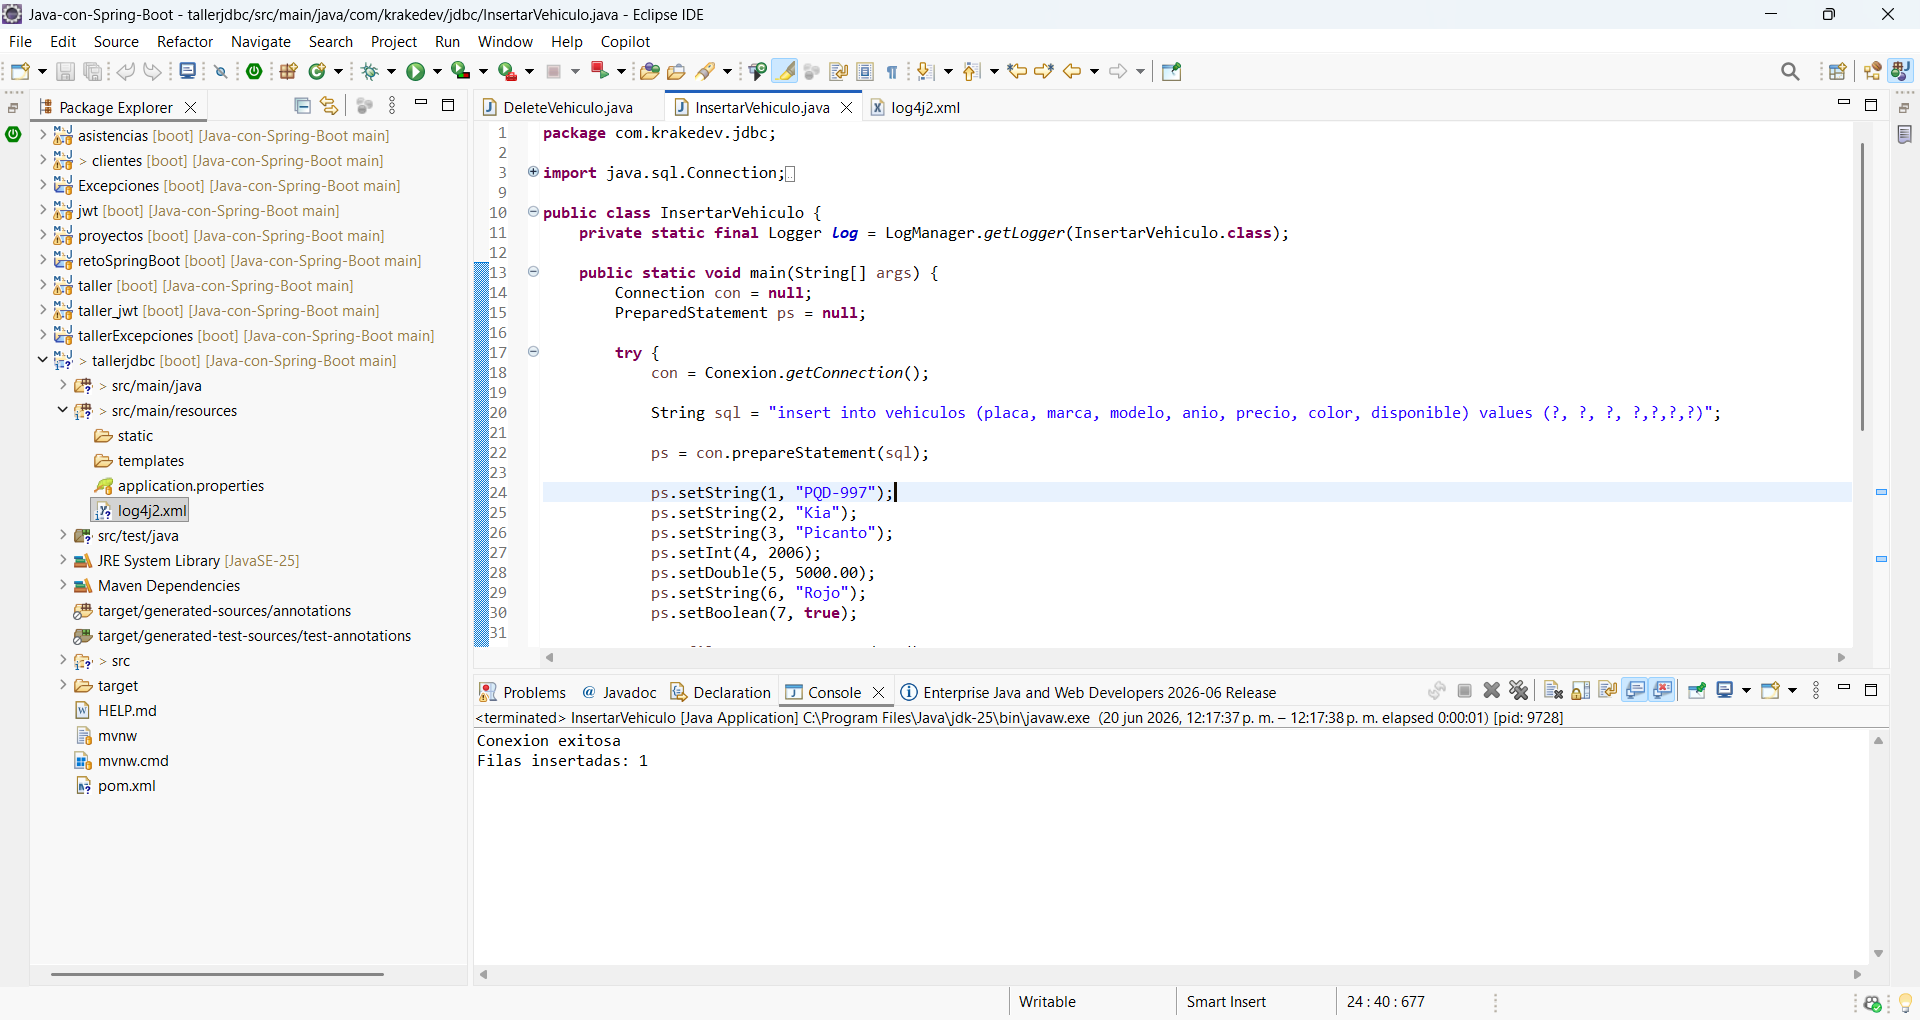 Java-con-Spring-Boot - tallerjdbc/src/main/java/com/krakedev/jdbc/InsertarVehiculo.java - Eclipse IDE
File Edit Source Refactor Navigate Search Project Run Window Help Copilot
Package Explorer
asistencias [boot] [Java-con-Spring-Boot main]
> clientes [boot] [Java-con-Spring-Boot main]
Excepciones [boot] [Java-con-Spring-Boot main]
jwt [boot] [Java-con-Spring-Boot main]
proyectos [boot] [Java-con-Spring-Boot main]
retoSpringBoot [boot] [Java-con-Spring-Boot main]
taller [boot] [Java-con-Spring-Boot main]
taller_jwt [boot] [Java-con-Spring-Boot main]
tallerExcepciones [boot] [Java-con-Spring-Boot main]
> tallerjdbc [boot] [Java-con-Spring-Boot main]
> src/main/java
> src/main/resources
static
templates
application.properties
log4j2.xml
src/test/java
JRE System Library [JavaSE-25]
Maven Dependencies
target/generated-sources/annotations
target/generated-test-sources/test-annotations
> src
target
HELP.md
mvnw
mvnw.cmd
pom.xml
DeleteVehiculo.java InsertarVehiculo.java log4j2.xml
1 package com.krakedev.jdbc;
2
3 import java.sql.Connection;
9
10 public class InsertarVehiculo {
11 private static final Logger log = LogManager.getLogger(InsertarVehiculo.class);
12
13 public static void main(String[] args) {
14 Connection con = null;
15 PreparedStatement ps = null;
16
17 try {
18 con = Conexion.getConnection();
19
20 String sql = "insert into vehiculos (placa, marca, modelo, anio, precio, color, disponible) values (?, ?, ?, ?,?,?,?)";
21
22 ps = con.prepareStatement(sql);
23
24 ps.setString(1, "PQD-997");
25 ps.setString(2, "Kia");
26 ps.setString(3, "Picanto");
27 ps.setInt(4, 2006);
28 ps.setDouble(5, 5000.00);
29 ps.setString(6, "Rojo");
30 ps.setBoolean(7, true);
31
Problems Javadoc Declaration Console Enterprise Java and Web Developers 2026-06 Release
<terminated> InsertarVehiculo [Java Application] C:\Program Files\Java\jdk-25\bin\javaw.exe (20 jun 2026, 12:17:37 p. m. – 12:17:38 p. m. elapsed 0:00:01) [pid: 9728]
Conexion exitosa
Filas insertadas: 1
Writable Smart Insert 24 : 40 : 677